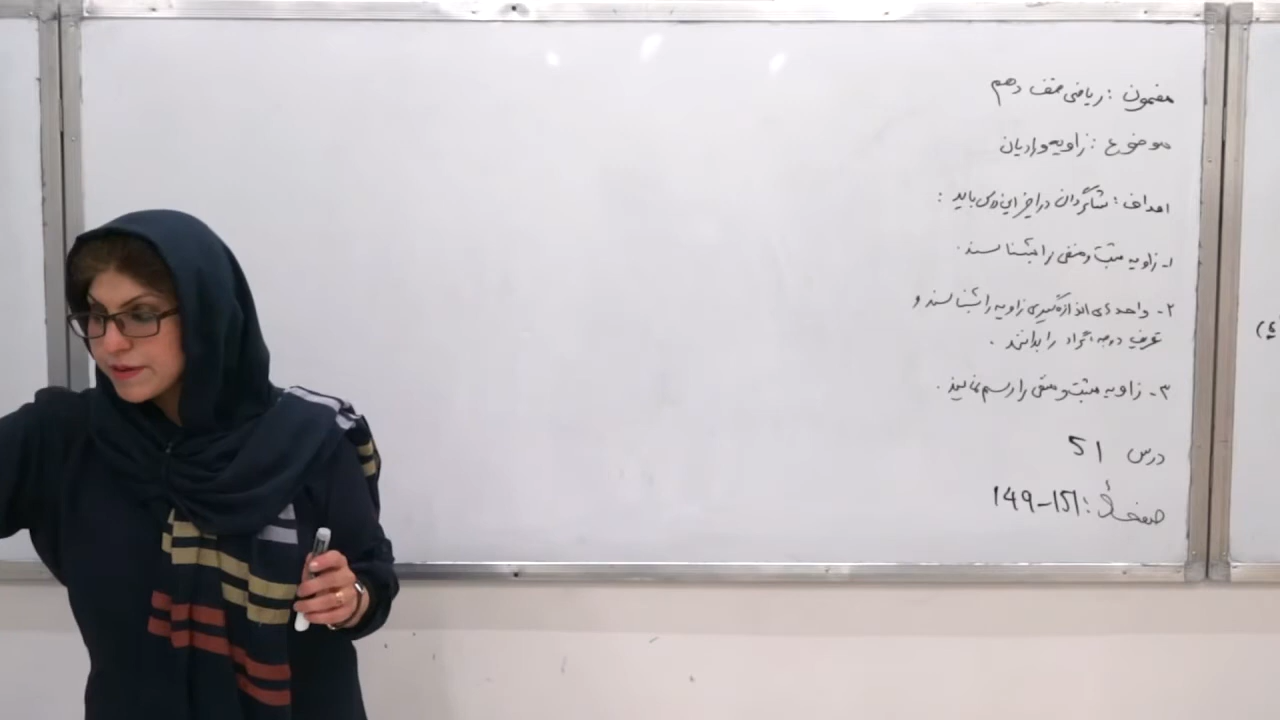 مضمون : ریاضی صنف دهم
موضوع : زاویه و رادیان
اهداف : شاگردان در اخیر این درس باید :
۱- زاویه مثبت و منفی را بشناسند .
۲- واحد های اندازه گیری زاویه را بشناسند و
تعریف درجه ، گراد را بدانند .
۳- زاویه مثبت و منفی را رسم نمایند .
درس 51
صفحهٔ : 149-151